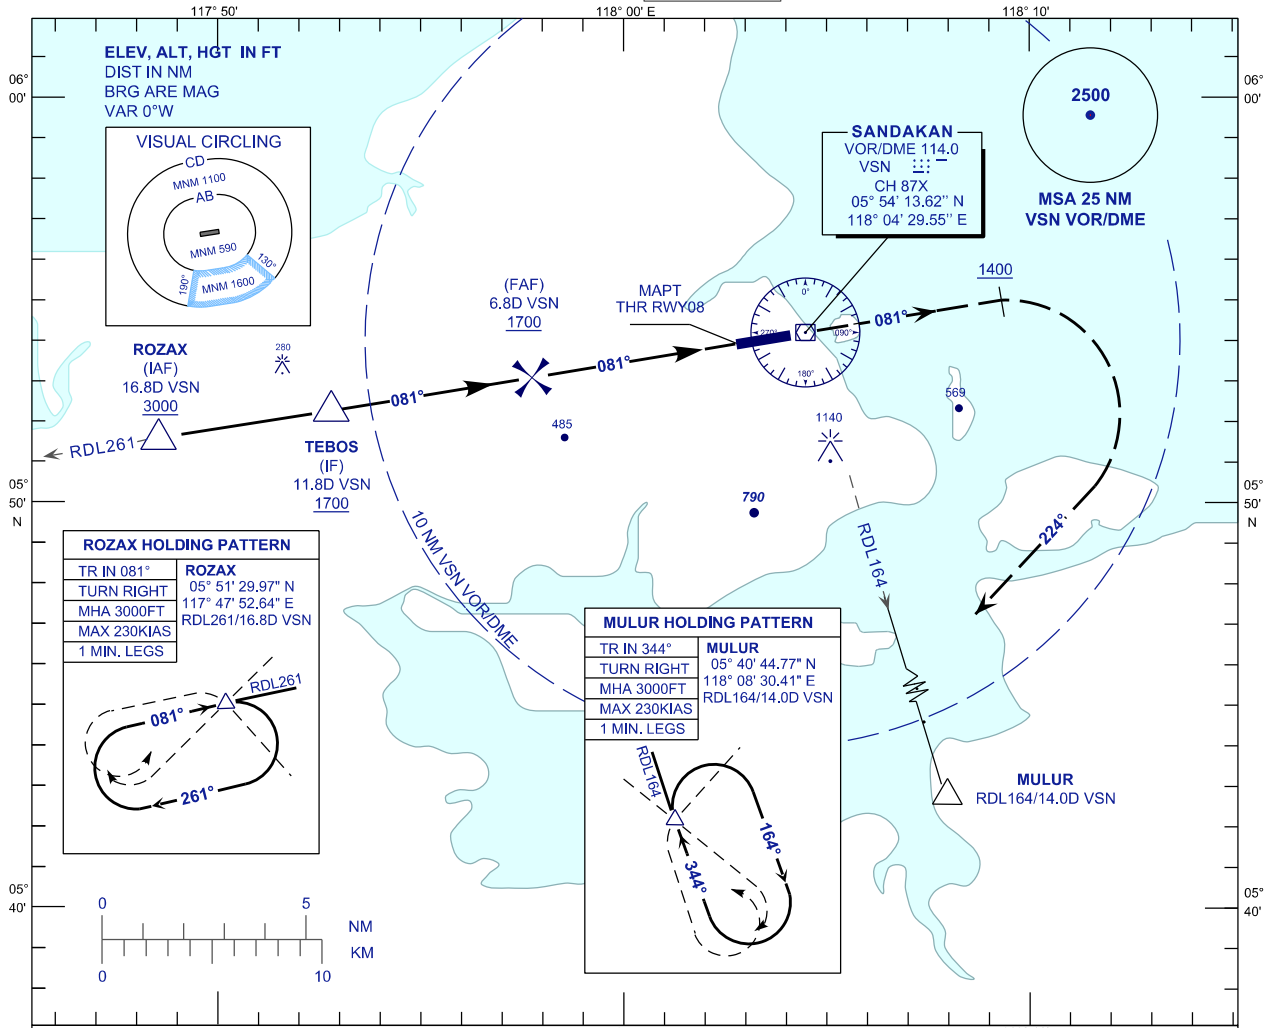 117° 50'
118° 00' E
118° 10'
06°
00'
06°
00'
ELEV, ALT, HGT IN FT
DIST IN NM
BRG ARE MAG
VAR 0°W
VISUAL CIRCLING
CD
MNM 1100
AB
MNM 590
190°
130°
MNM 1600
2500
MSA 25 NM
VSN VOR/DME
SANDAKAN
VOR/DME 114.0
VSN
CH 87X
05° 54' 13.62'' N
118° 04' 29.55'' E
1400
(FAF)
6.8D VSN
1700
MAPT
THR RWY08
0°
090°
180°
270°
081°
081°
081°
ROZAX
(IAF)
16.8D VSN
3000
280
RDL261
TEBOS
(IF)
11.8D VSN
1700
485
1140
569
790
05°
50'
N
05°
50'
N
224°
RDL164
10 NM VSN VOR/DME
ROZAX HOLDING PATTERN
TR IN 081°
TURN RIGHT
MHA 3000FT
MAX 230KIAS
1 MIN. LEGS
ROZAX
05° 51' 29.97" N
117° 47' 52.64" E
RDL261/16.8D VSN
RDL261
081°
261°
MULUR HOLDING PATTERN
TR IN 344°
TURN RIGHT
MHA 3000FT
MAX 230KIAS
1 MIN. LEGS
MULUR
05° 40' 44.77" N
118° 08' 30.41" E
RDL164/14.0D VSN
RDL164
164°
344°
MULUR
RDL164/14.0D VSN
05°
40'
05°
40'
0
5
NM
KM
0
10